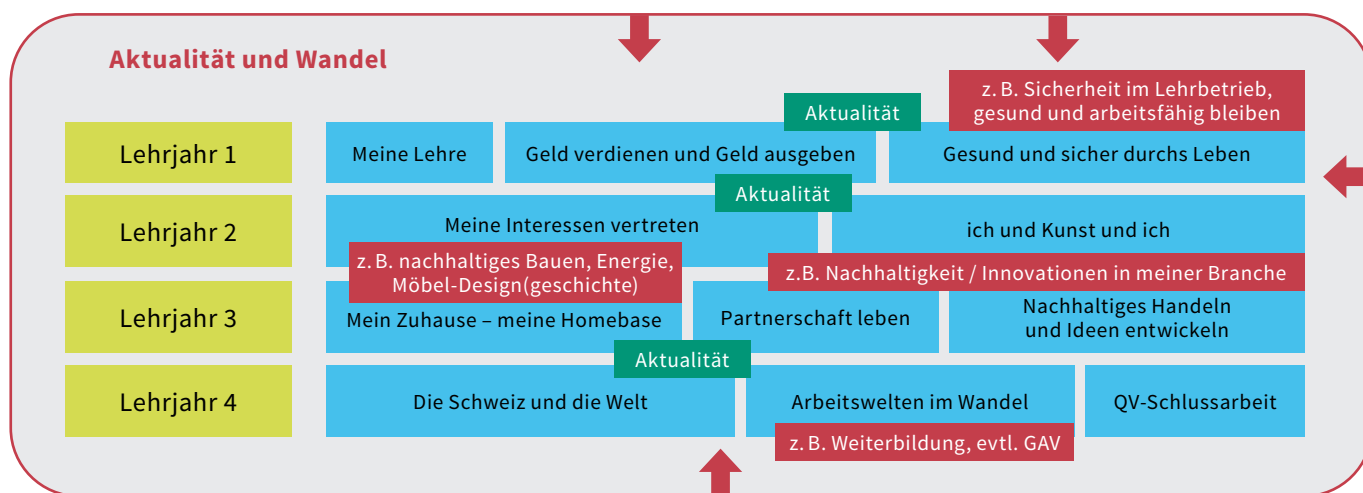 Aktualität und Wandel
z. B. Sicherheit im Lehrbetrieb,
gesund und arbeitsfähig bleiben
Aktualität
Lehrjahr 1
Meine Lehre
Geld verdienen und Geld ausgeben
Gesund und sicher durchs Leben
Aktualität
Lehrjahr 2
Meine Interessen vertreten
ich und Kunst und ich
z. B. nachhaltiges Bauen, Energie,
Möbel-Design(geschichte)
z.B. Nachhaltigkeit / Innovationen in meiner Branche
Lehrjahr 3
Mein Zuhause – meine Homebase
Partnerschaft leben
Nachhaltiges Handeln
und Ideen entwickeln
Aktualität
Lehrjahr 4
Die Schweiz und die Welt
Arbeitswelten im Wandel
QV-Schlussarbeit
z. B. Weiterbildung, evtl. GAV